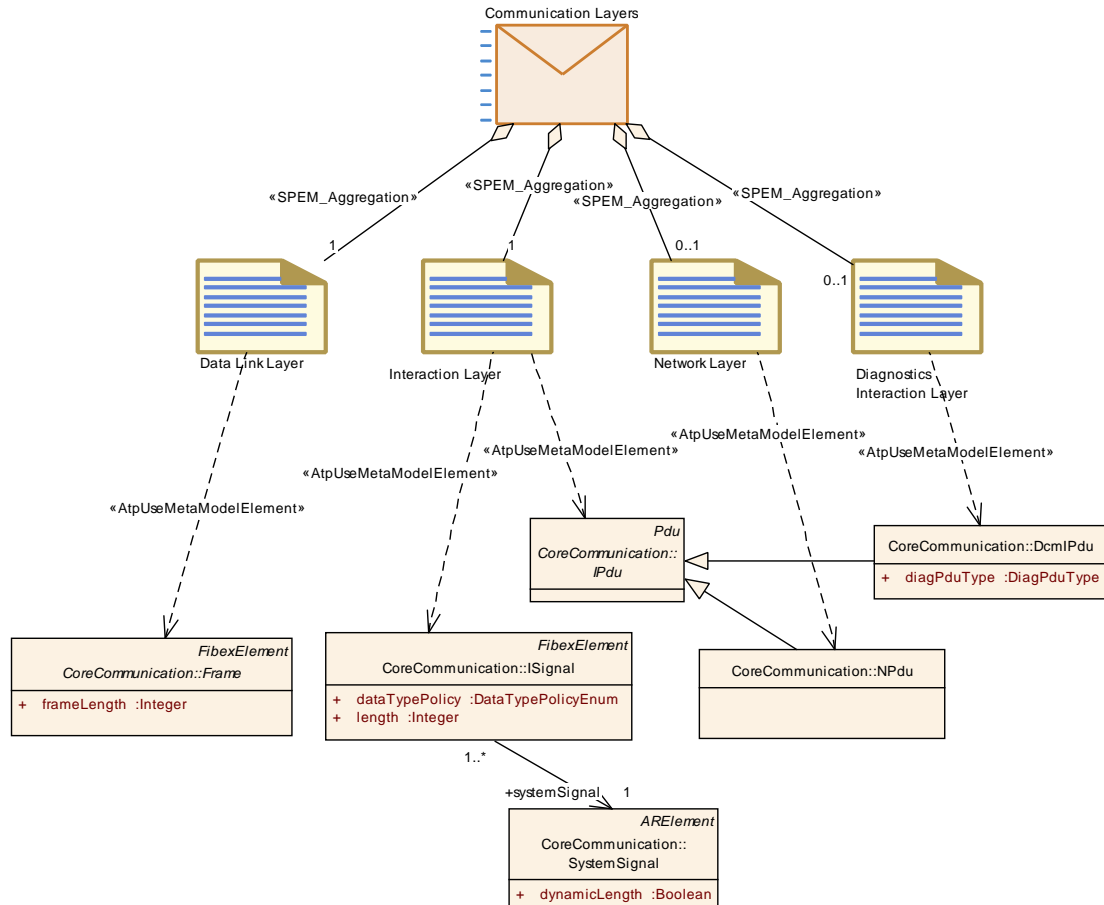 Communication Layers
«SPEM_Aggregation»
«SPEM_Aggregation»
«SPEM_Aggregation»
«SPEM_Aggregation»
1
1
0..1
0..1
Data Link Layer
Interaction Layer
Network Layer
Diagnostics
Interaction Layer
«AtpUseMetaModelElement»
«AtpUseMetaModelElement»
«AtpUseMetaModelElement»
«AtpUseMetaModelElement»
«AtpUseMetaModelElement»
Pdu
CoreCommunication::
IPdu
CoreCommunication::DcmIPdu
+ diagPduType :DiagPduType
FibexElement
CoreCommunication::Frame
+ frameLength :Integer
FibexElement
CoreCommunication::ISignal
+ dataTypePolicy :DataTypePolicyEnum
+ length :Integer
CoreCommunication::NPdu
1..*
+systemSignal
1
ARElement
CoreCommunication::
SystemSignal
+ dynamicLength :Boolean